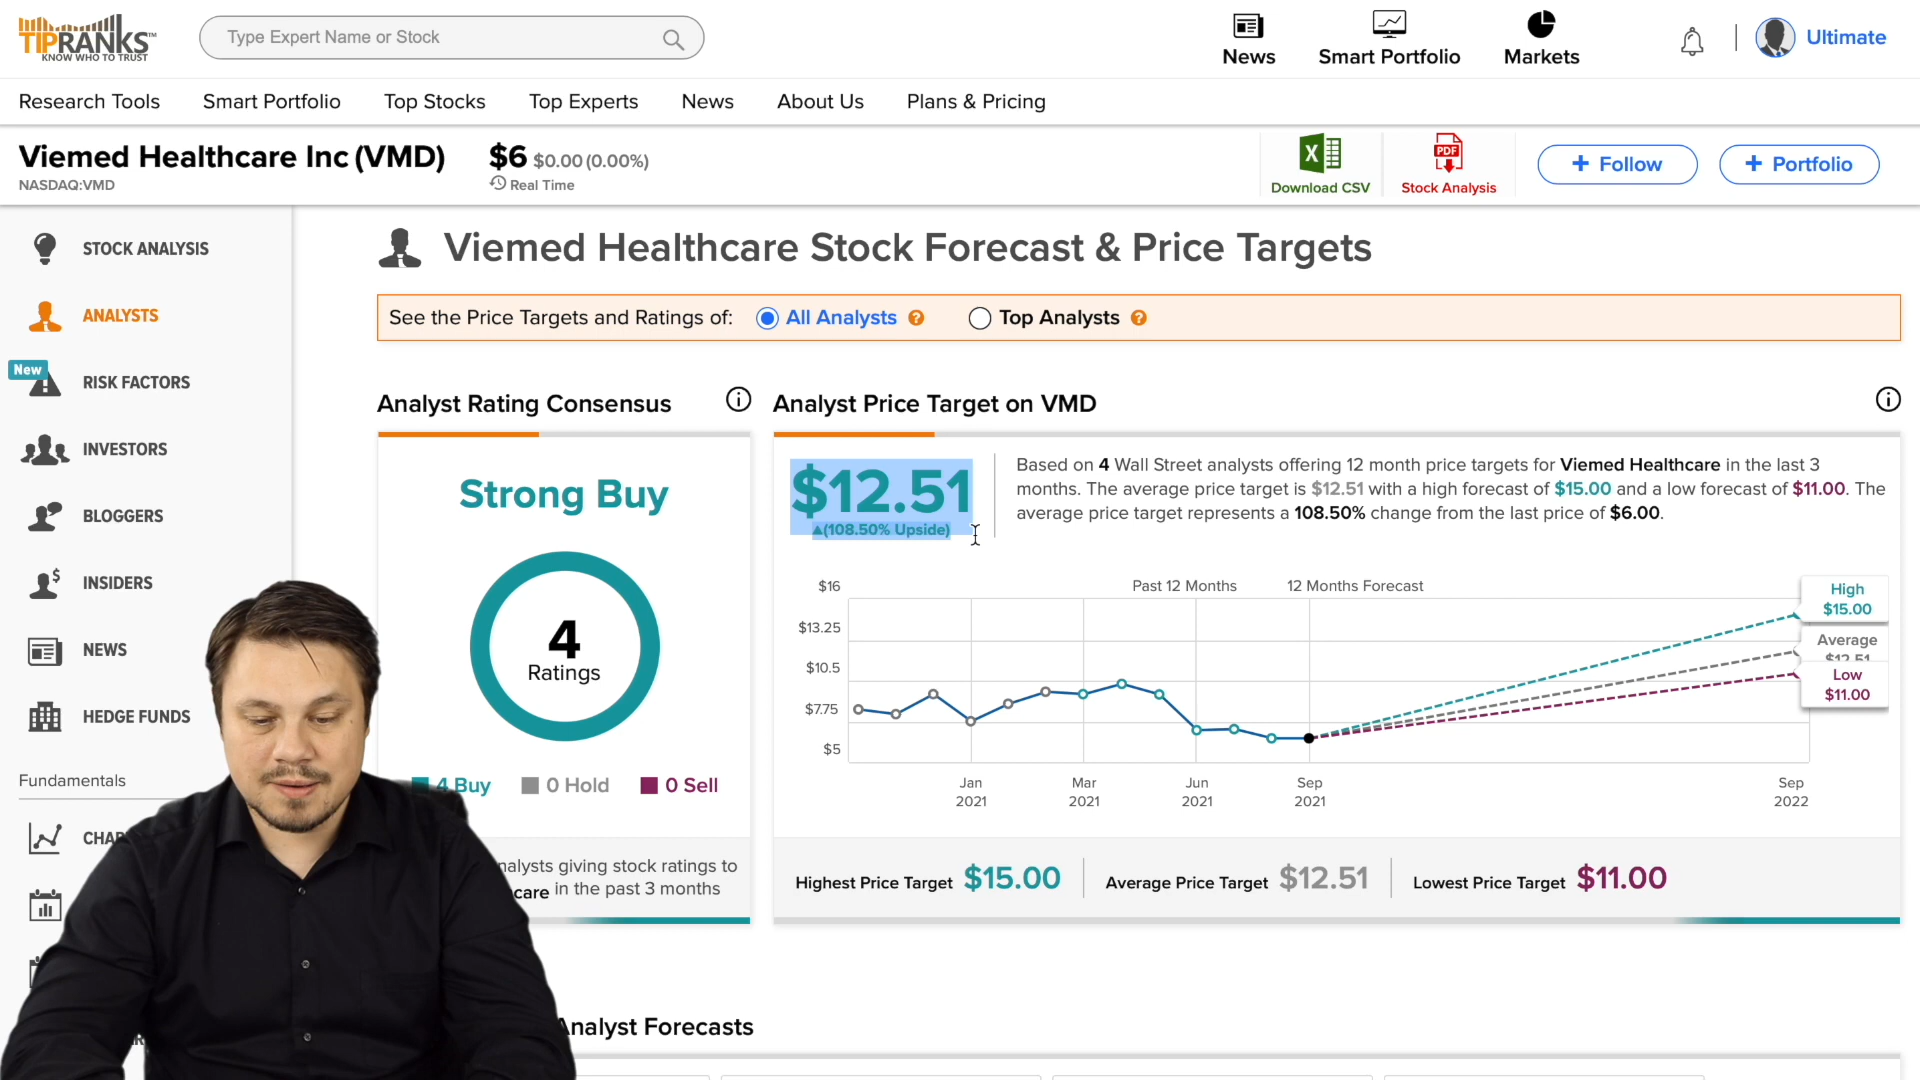 TIPRANKS™
KNOW WHO TO TRUST
Type Expert Name or Stock
News
Smart Portfolio
Markets
Ultimate
Research Tools
Smart Portfolio
Top Stocks
Top Experts
News
About Us
Plans & Pricing
Viemed Healthcare Inc (VMD)
NASDAQ:VMD
$6 $0.00 (0.00%)
Real Time
Download CSV
PDF
Stock Analysis
+ Follow
+ Portfolio
STOCK ANALYSIS
ANALYSTS
New
RISK FACTORS
INVESTORS
BLOGGERS
INSIDERS
NEWS
HEDGE FUNDS
Fundamentals
Viemed Healthcare Stock Forecast & Price Targets
See the Price Targets and Ratings of:
All Analysts
Top Analysts
Analyst Rating Consensus
Strong Buy
4
Ratings
4 Buy
0 Hold
0 Sell
giving stock ratings to
in the past 3 months
Analyst Price Target on VMD
$12.51
▲(108.50% Upside)
Based on 4 Wall Street analysts offering 12 month price targets for Viemed Healthcare in the last 3
months. The average price target is $12.51 with a high forecast of $15.00 and a low forecast of $11.00. The
average price target represents a 108.50% change from the last price of $6.00.
Past 12 Months
12 Months Forecast
$16
$13.25
$10.5
$7.75
$5
High
$15.00
Average
$12.51
Low
$11.00
Jan
2021
Mar
2021
Jun
2021
Sep
2021
Sep
2022
Highest Price Target $15.00
Average Price Target $12.51
Lowest Price Target $11.00
Analyst Forecasts